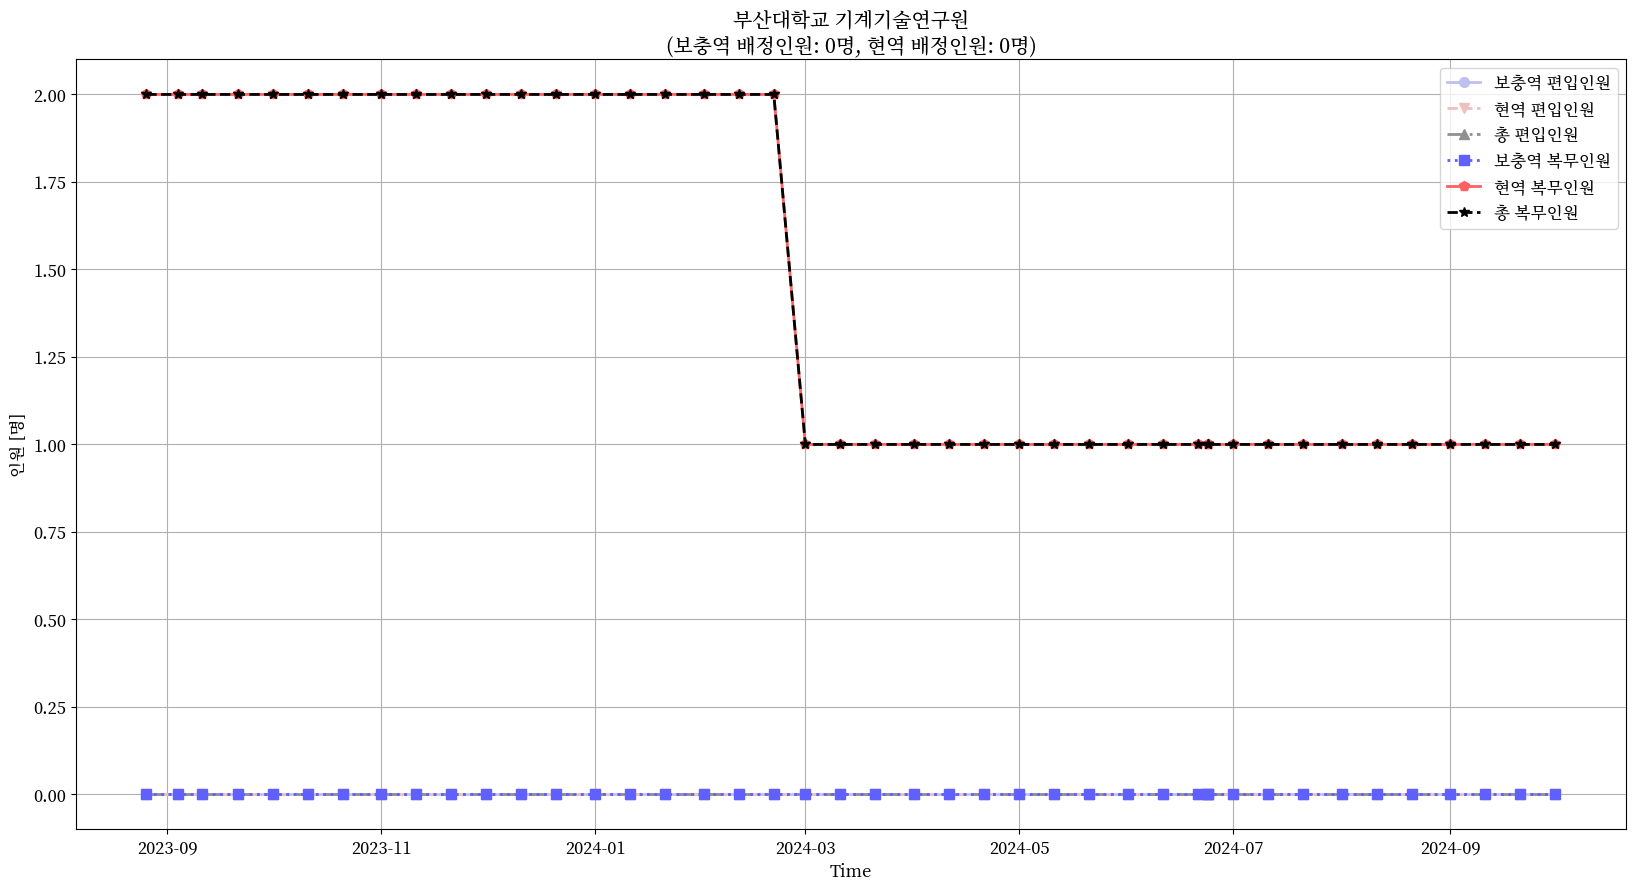 부산대학교 기계기술연구원
(보충역 배정인원: 0명, 현역 배정인원: 0명)
보충역 편입인원
현역 편입인원
총 편입인원
보충역 복무인원
현역 복무인원
총 복무인원
인원 [명]
2.00
1.75
1.50
1.25
1.00
0.75
0.50
0.25
0.00
2023-09
2023-11
2024-01
2024-03
2024-05
2024-07
2024-09
Time